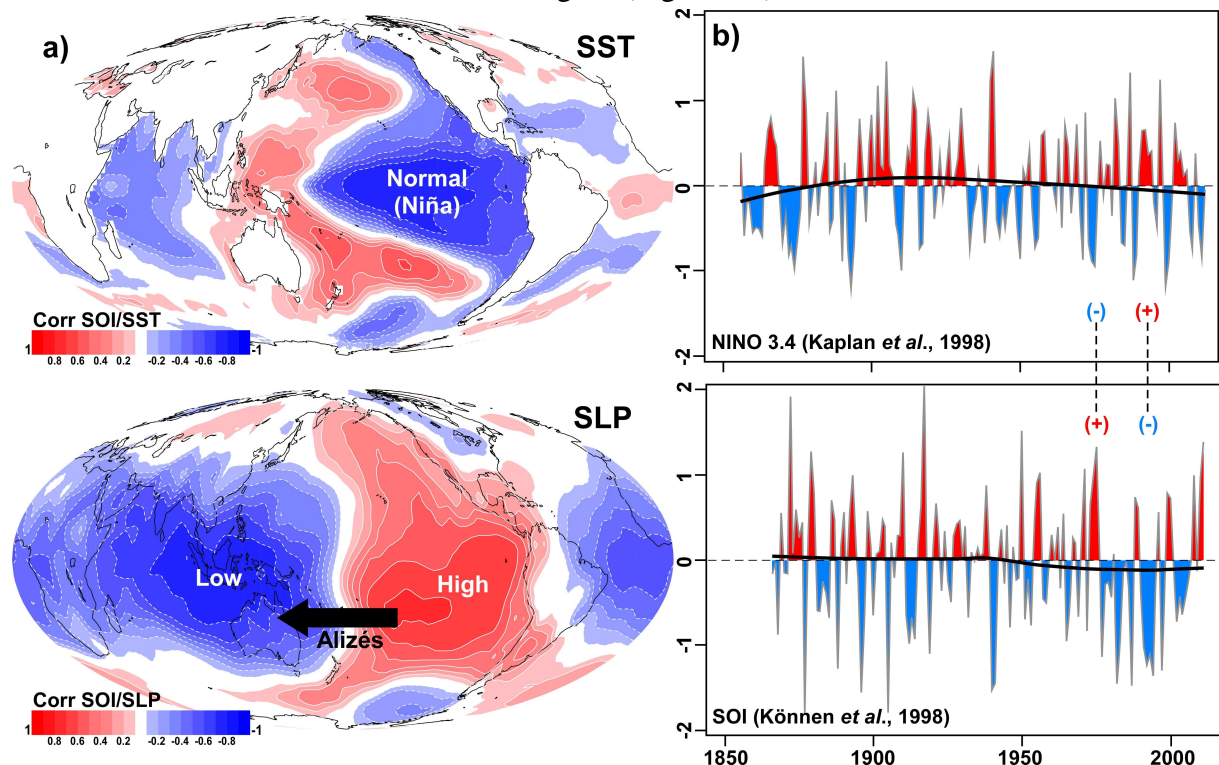 a)
SST
Normal
(Niña)
Corr SOI/SST
1
0.8 0.6 0.4 0.2
-0.2 -0.4 -0.6 -0.8
-1
SLP
Low
High
Alizés
Corr SOI/SLP
1
0.8 0.6 0.4 0.2
-0.2 -0.4 -0.6 -0.8
-1
b)
2
1
0
-1
-2
(-)
(+)
NINO 3.4 (Kaplan et al., 1998)
2
1
0
-1
-2
(+)
(-)
SOI (Können et al., 1998)
1850
1900
1950
2000